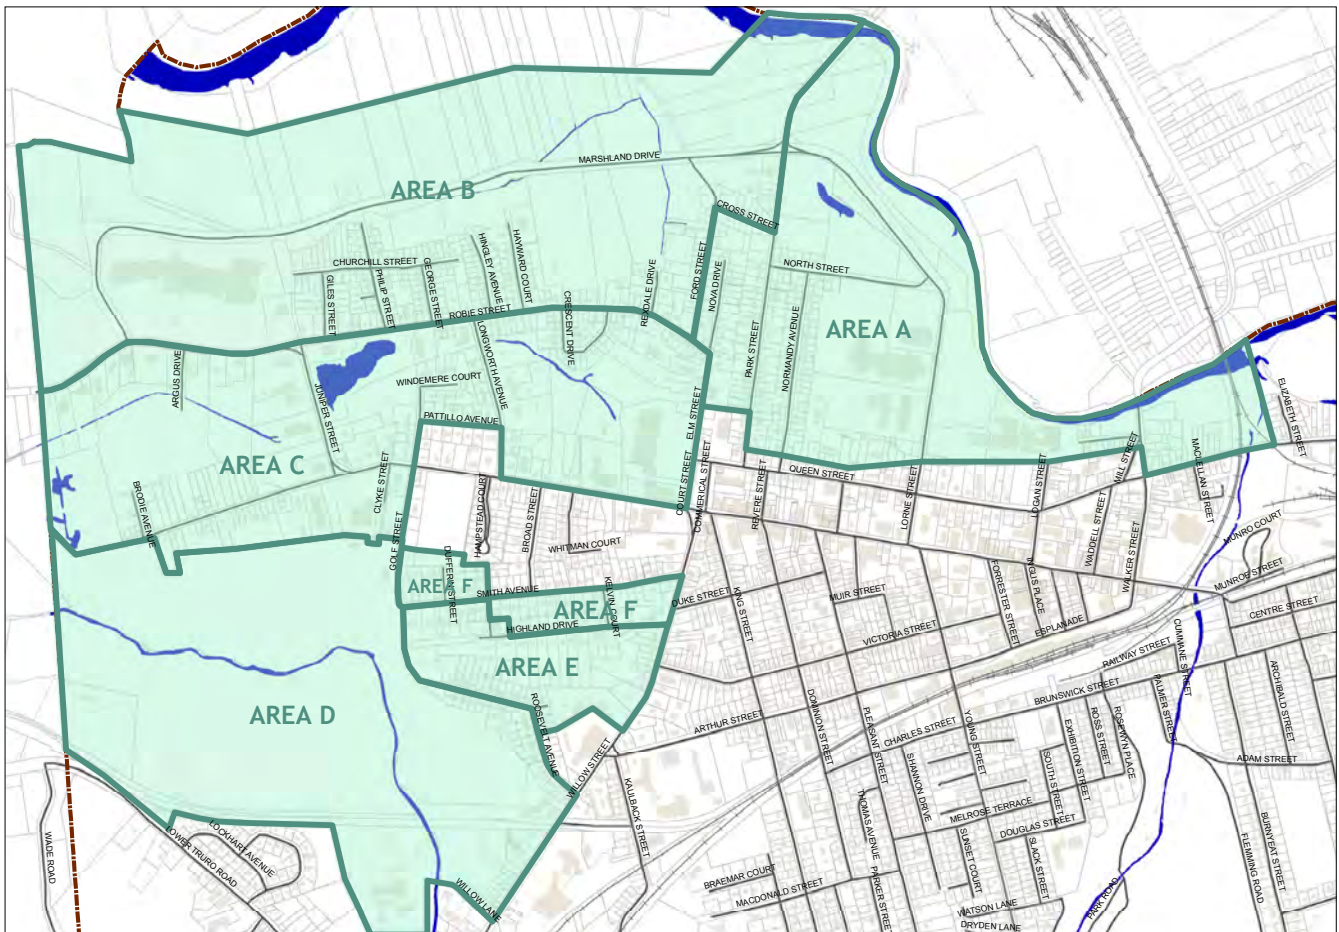 MARSHLAND DRIVE
AREA B
CROSS STREET
HAYWARD COURT
HINGLEY AVENUE
CHURCHILL STREET
GEORGE STREET
PHILIP STREET
GILES STREET
NORTH STREET
FORD STREET
NOVA DRIVE
REXDALE DRIVE
CRESCENT DRIVE
ROBIE STREET
AREA A
LONGWORTH AVENUE
PARK STREET
NORMANDY AVENUE
ARGUS DRIVE
JUNIPER STREET
WINDEMERE COURT
ELIZABETH STREET
PATTILLO AVENUE
ELM STREET
AREA C
CLYKE STREET
COURT STREET
COMMERICAL STREET
REVERE STREET
QUEEN STREET
LORNE STREET
LOGAN STREET
MILL STREET
MACLELLAN STREET
BRODIE AVENUE
HAMPSTEAD COURT
BROAD STREET
WHITMAN COURT
GOLF STREET
WADDELL STREET
WALKER STREET
MUNRO COURT
MUNROE STREET
DUFFERIN STREET
AREA F
SMITH AVENUE
KELVIN COURT
AREA F
DUKE STREET
KING STREET
MUIR STREET
FORRESTER STREET
INGLIS PLACE
CENTRE STREET
HIGHLAND DRIVE
VICTORIA STREET
ESPLANADE
CUMMANE STREET
RAILWAY STREET
AREA E
BRUNSWICK STREET
PALMER STREET
ARCHIBALD STREET
AREA D
ROOSEVELT AVENUE
ARTHUR STREET
DOMINION STREET
PLEASANT STREET
CHARLES STREET
YOUNG STREET
EXHIBITION STREET
ROSS STREET
ROSEWYN PLACE
WILLOW STREET
KAULBACK STREET
SHANNON DRIVE
SOUTH STREET
ADAM STREET
THOMAS AVENUE
MELROSE TERRACE
DOUGLAS STREET
WADE ROAD
LOWER TRURO ROAD
LOCKHART AVENUE
SUNSET COURT
SLACK STREET
FLEMMING ROAD
BURNYEAT STREET
BRAEMAR COURT
MACDONALD STREET
PARKER STREET
WILLOW LANE
WATSON LANE
PARK ROAD
DRYDEN LANE